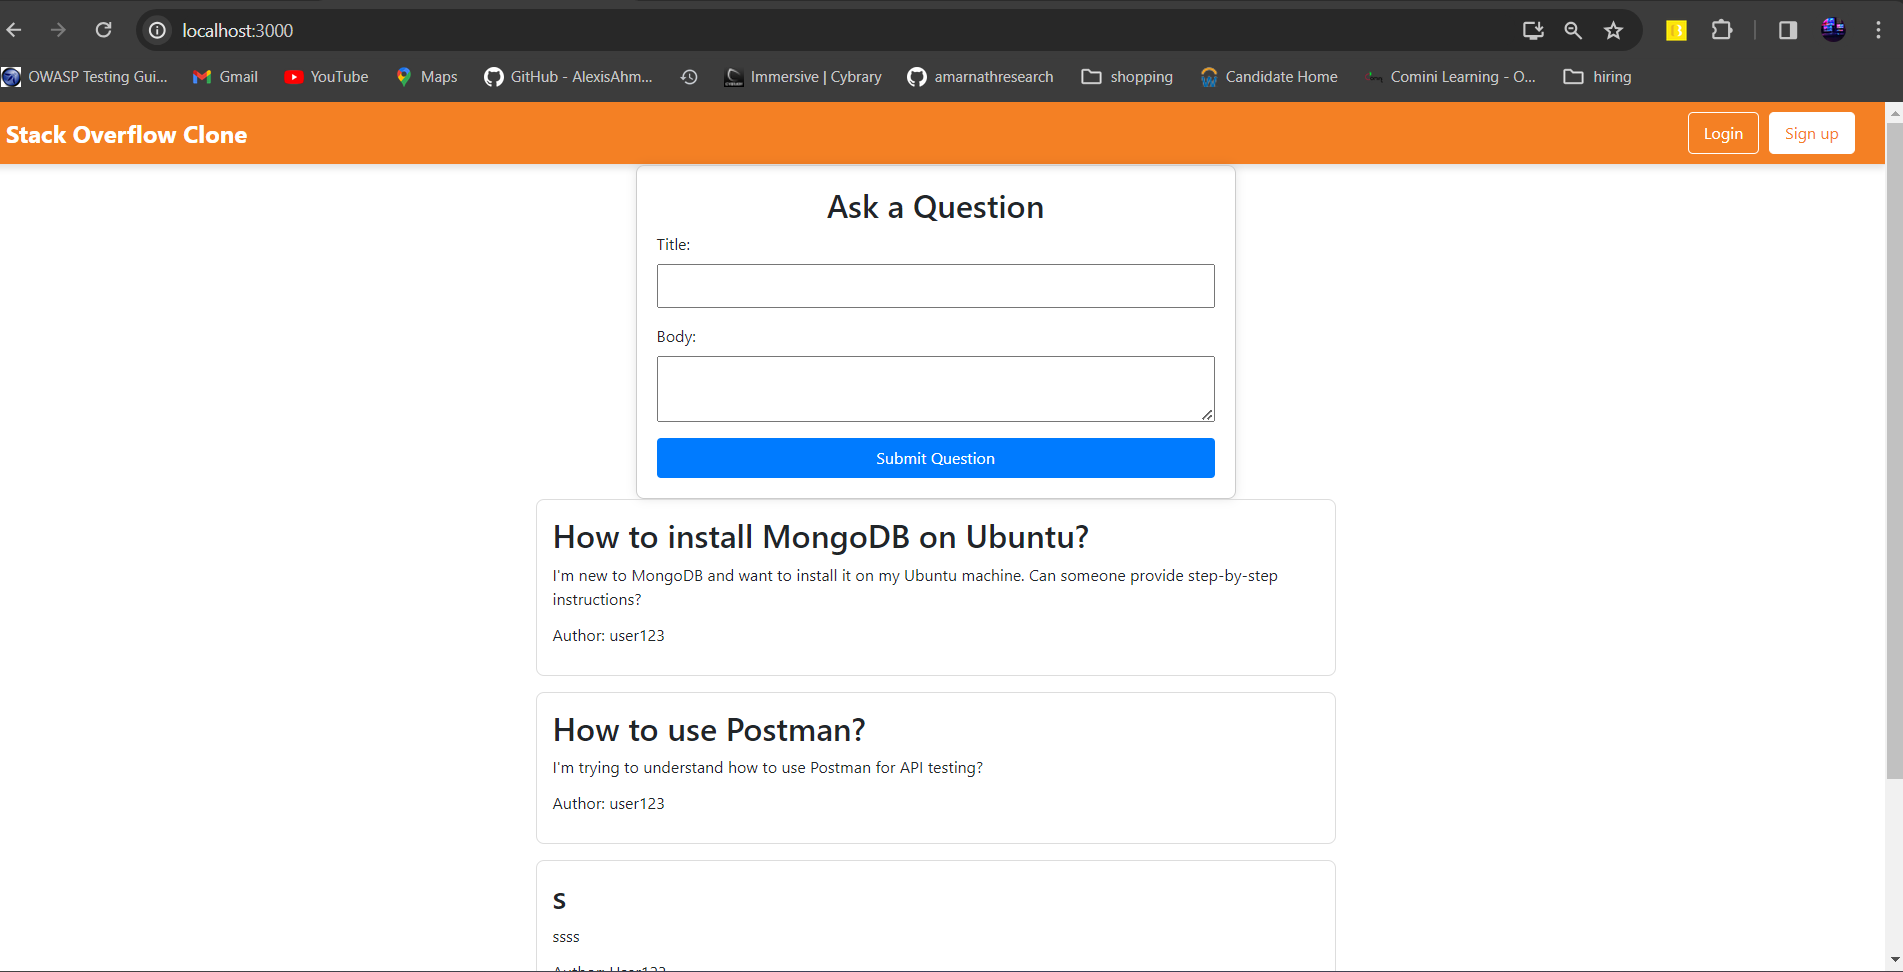 localhost:3000
OWASP Testing Gui... Gmail YouTube Maps GitHub - AlexisAhm... Immersive | Cybrary amarnathresearch shopping Candidate Home Comini Learning - O... hiring
Stack Overflow Clone Login Sign up
Ask a Question
Title:
Body:
Submit Question
How to install MongoDB on Ubuntu?
I'm new to MongoDB and want to install it on my Ubuntu machine. Can someone provide step-by-step
instructions?
Author: user123
How to use Postman?
I'm trying to understand how to use Postman for API testing?
Author: user123
s
ssss
Author: User123